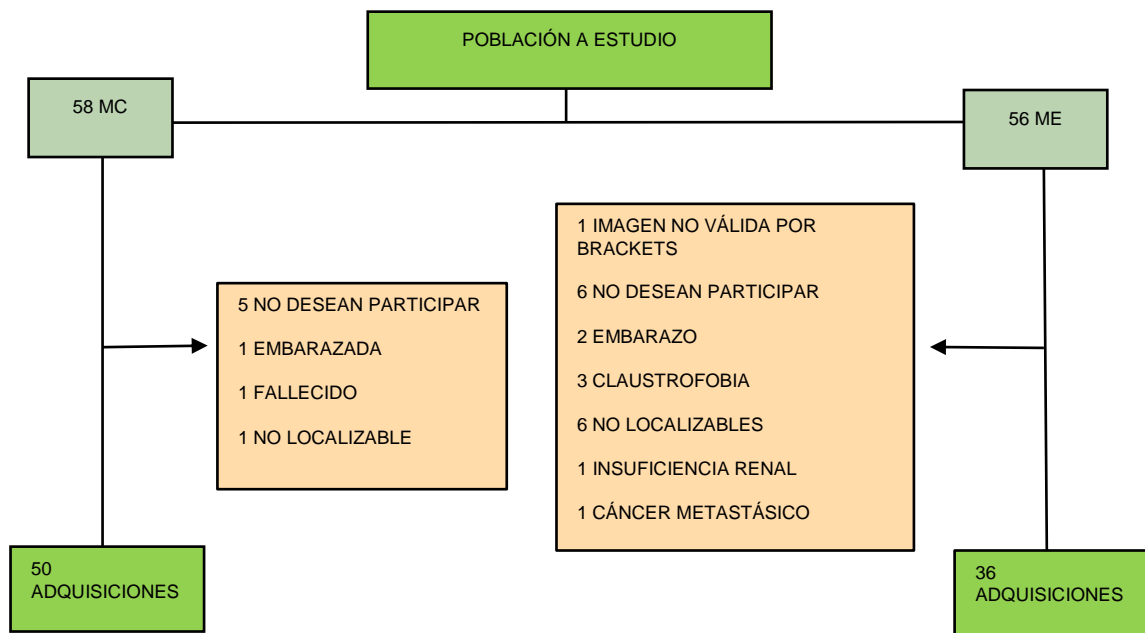 POBLACIÓN A ESTUDIO
58 MC
56 ME
1 IMAGEN NO VÁLIDA POR
BRACKETS
6 NO DESEAN PARTICIPAR
2 EMBARAZO
3 CLAUSTROFOBIA
6 NO LOCALIZABLES
1 INSUFICIENCIA RENAL
1 CÁNCER METASTÁSICO
5 NO DESEAN PARTICIPAR
1 EMBARAZADA
1 FALLECIDO
1 NO LOCALIZABLE
50
ADQUISICIONES
36
ADQUISICIONES